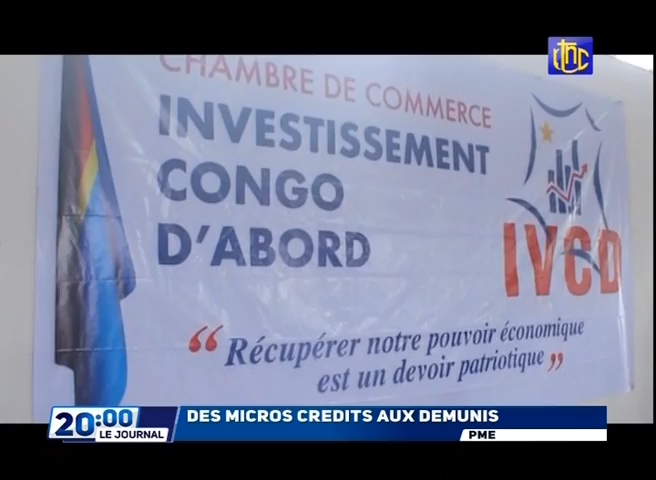 rtnc
CHAMBRE DE COMMERCE
INVESTISSEMENT
CONGO
D'ABORD
IVCD
“ Récupérer notre pouvoir économique
est un devoir patriotique ”
20:00
LE JOURNAL
DES MICROS CREDITS AUX DEMUNIS
PME